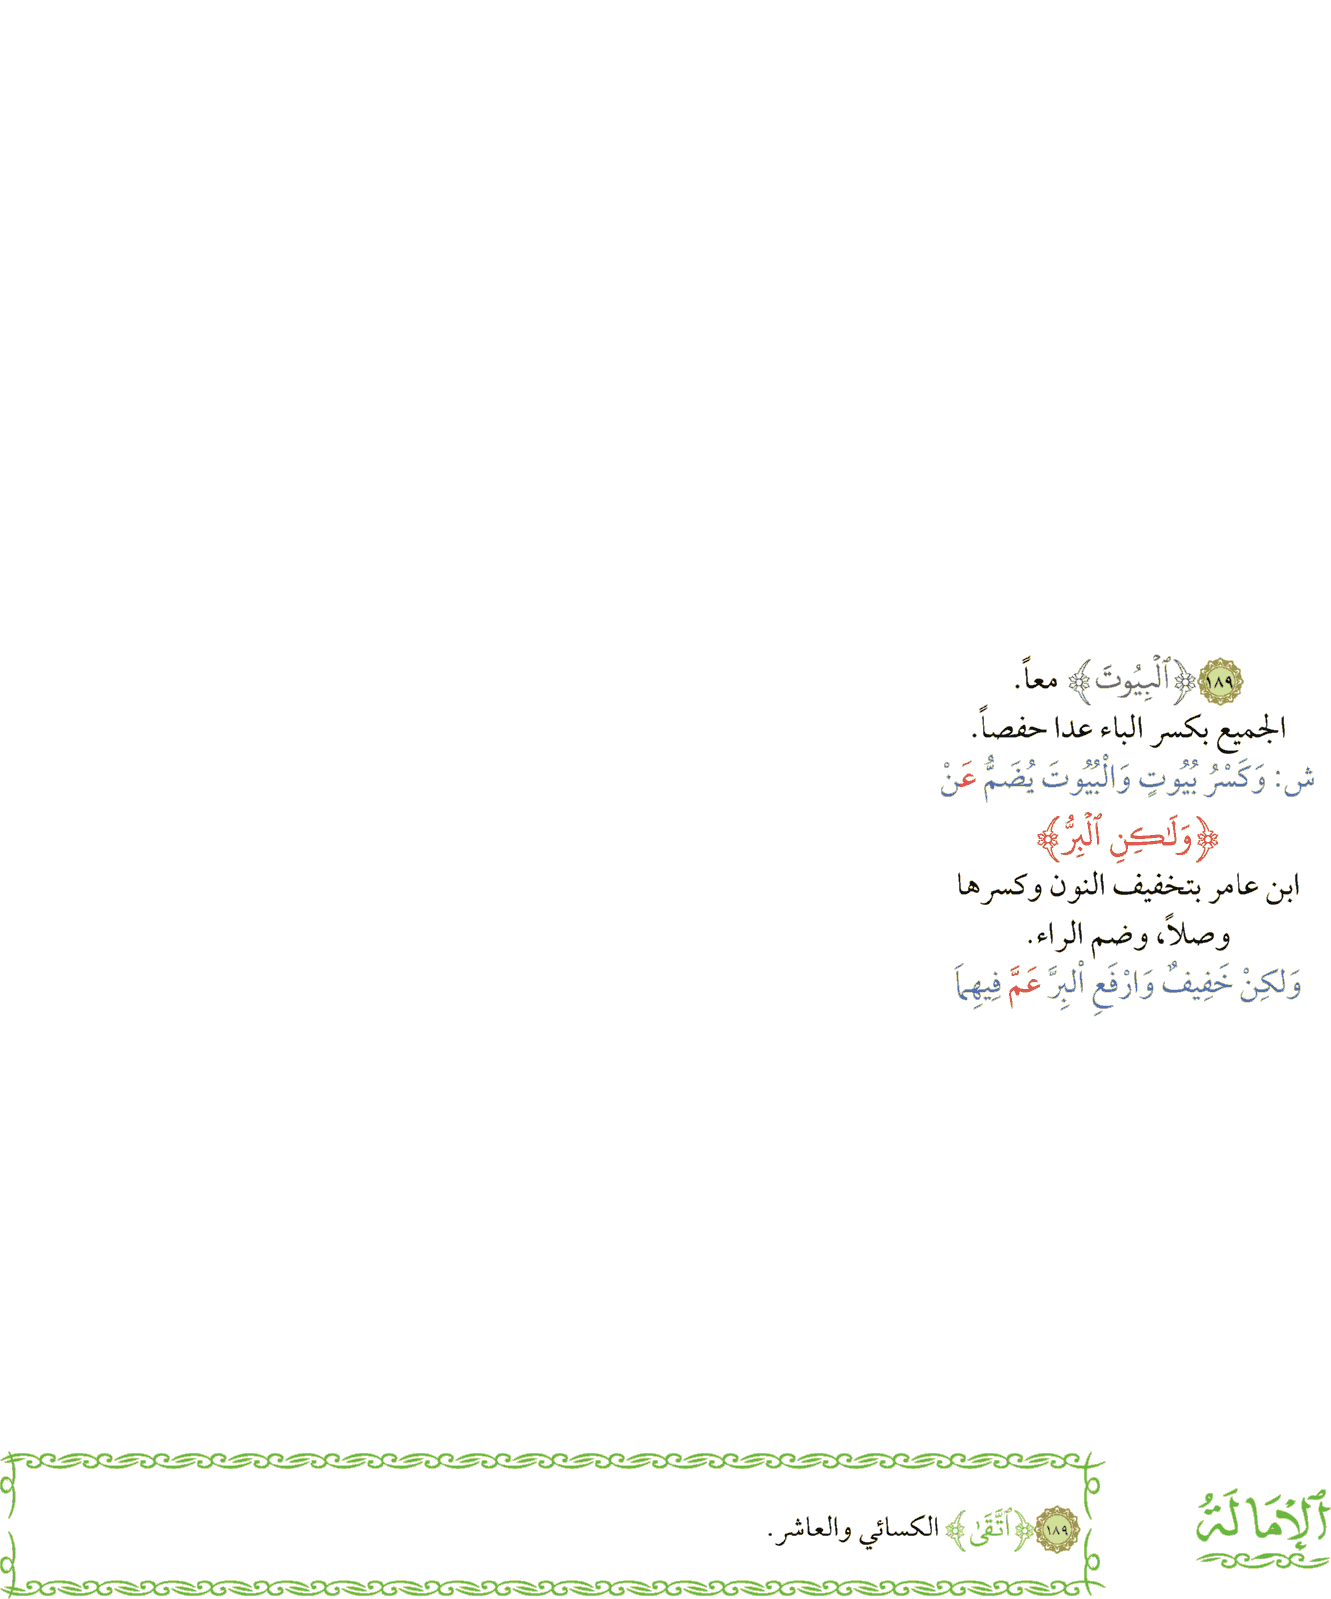 ١٨٩ ﴿ٱلْبِيُوتَ﴾ معاً.
الجميع بكسر الباء عدا حفصاً.
ش: وَكَسْرُ بُيُوتٍ وَالْبُيُوتَ يُضَمُّ عَنْ
﴿وَلَٰكِنِ ٱلْبِرُّ﴾
ابن عامر بتخفيف النون وكسرها
وصلاً، وضم الراء.
وَلكِنْ خَفِيفٌ وَارْفَعِ اْلبِرَّ عَمَّ فِيهِمَا
ٱلْإِمَالَةُ
١٨٩ ﴿ٱتَّقَىٰ﴾ الكسائي والعاشر.